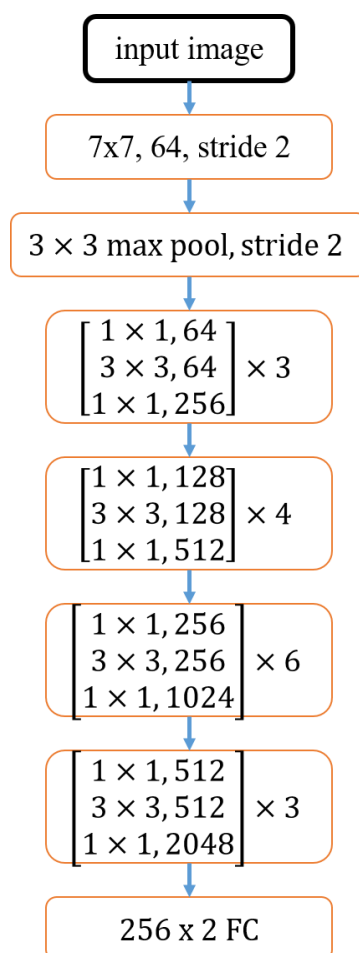 input image
7x7, 64, stride 2
3 × 3 max pool, stride 2
1 × 1, 64
3 × 3, 64 × 3
1 × 1, 256
1 × 1, 128
3 × 3, 128 × 4
1 × 1, 512
1 × 1, 256
3 × 3, 256 × 6
1 × 1, 1024
1 × 1, 512
3 × 3, 512 × 3
1 × 1, 2048
256 x 2 FC